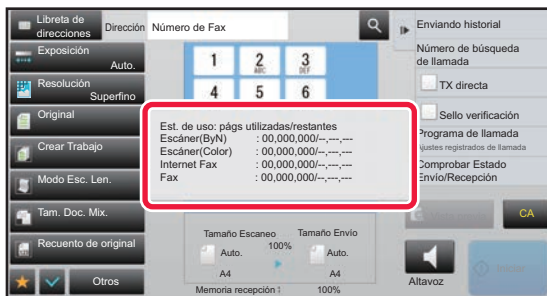 Libreta de
direcciones
Dirección
Número de Fax
Enviando historial
Exposición
Auto.
Número de búsqueda
de llamada
Resolución
Superfino
TX directa
Original
Sello verificación
Crear Trabajo
Programa de llamada
Ajustes registrados de llamada
Modo Esc. Len.
Comprobar Estado
Envío/Recepción
Tam. Doc. Mix.
Recuento de original
Otros
1
2
ABC
3
DEF
4
5
6
Est. de uso: págs utilizadas/restantes
Escáner(ByN) : 00,000,000/--,---,---
Escáner(Color) : 00,000,000/--,---,---
Internet Fax : 00,000,000/--,---,---
Fax : 00,000,000/--,---,---
Tamaño Escaneo
Tamaño Envío
100%
Auto.
Auto.
A4
A4
Memoria recepción :
100%
CA
Altavoz